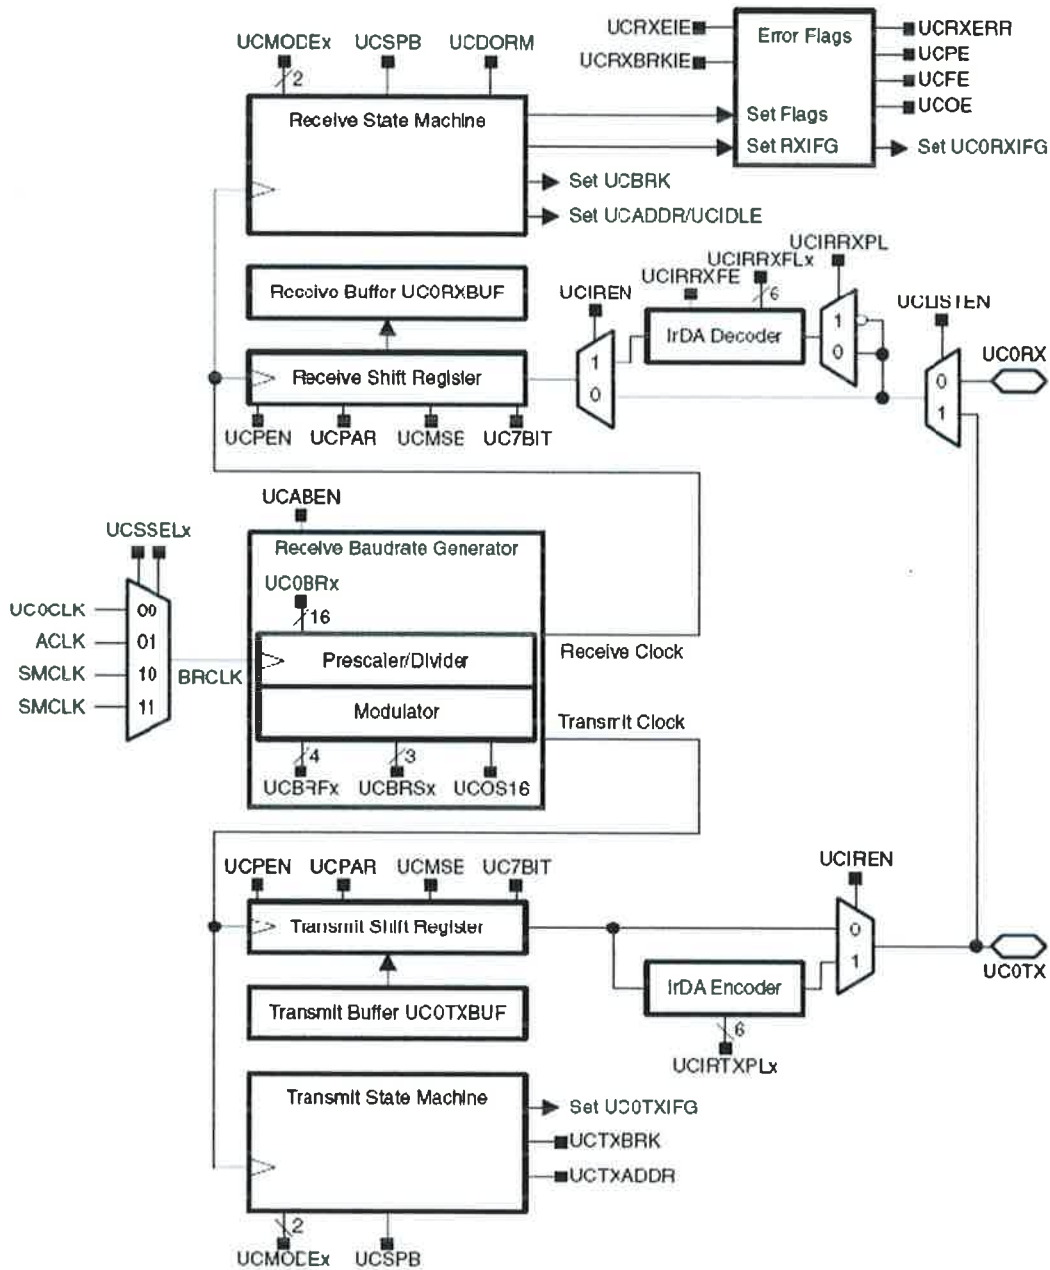 UCRXEIE
UCRXBRKIE
Error Flags
UCRXERR
UCPE
UCFE
UCOE
Set Flags
Set RXIFG
Set UC0RXIFG
UCMODEx
UCSPB
UCDORM
2
Receive State Machine
Set UCBRK
Set UCADDR/UCIDLE
Receive Buffer UC0RXBUF
Receive Shift Register
UCPEN
UCPAR
UCMSE
UC7BIT
UCIREN
1
0
UCIRRXFE
UCIRRXFLx
6
IrDA Decoder
UCIRRXPL
1
0
UCLISTEN
0
1
UC0RX
UCABEN
Receive Baudrate Generator
UC0BRx
16
Prescaler/Divider
Modulator
4
3
UCBRFx
UCBRSx
UCOS16
UCSSELx
UC0CLK
ACLK
SMCLK
SMCLK
00
01
10
11
BRCLK
Receive Clock
Transmit Clock
UCPEN
UCPAR
UCMSE
UC7BIT
Transmit Shift Register
Transmit Buffer UC0TXBUF
UCIREN
0
1
IrDA Encoder
6
UCIRTXPLx
UC0TX
Transmit State Machine
Set UC0TXIFG
UCTXBRK
UCTXADDR
2
UCMODEx
UCSPB